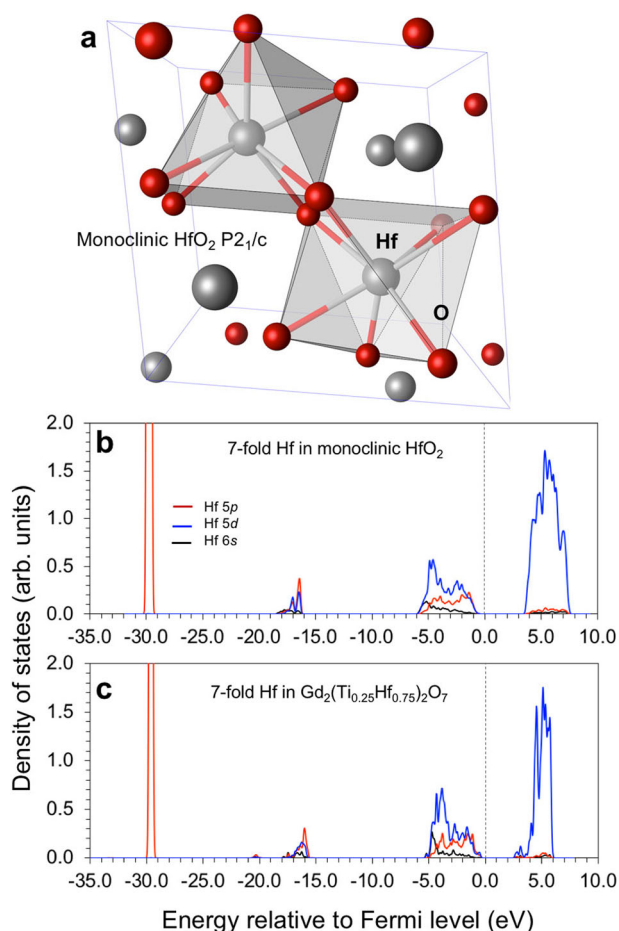 a
Monoclinic HfO2 P21/c
Hf
O
b
7-fold Hf in monoclinic HfO2
Hf 5p
Hf 5d
Hf 6s
2.0
1.5
1.0
0.5
0.0
-35.0 -30.0 -25.0 -20.0 -15.0 -10.0 -5.0 0.0 5.0 10.0
Density of states (arb. units)
c
7-fold Hf in Gd2(Ti0.25Hf0.75)2O7
2.0
1.5
1.0
0.5
0.0
-35.0 -30.0 -25.0 -20.0 -15.0 -10.0 -5.0 0.0 5.0 10.0
Energy relative to Fermi level (eV)